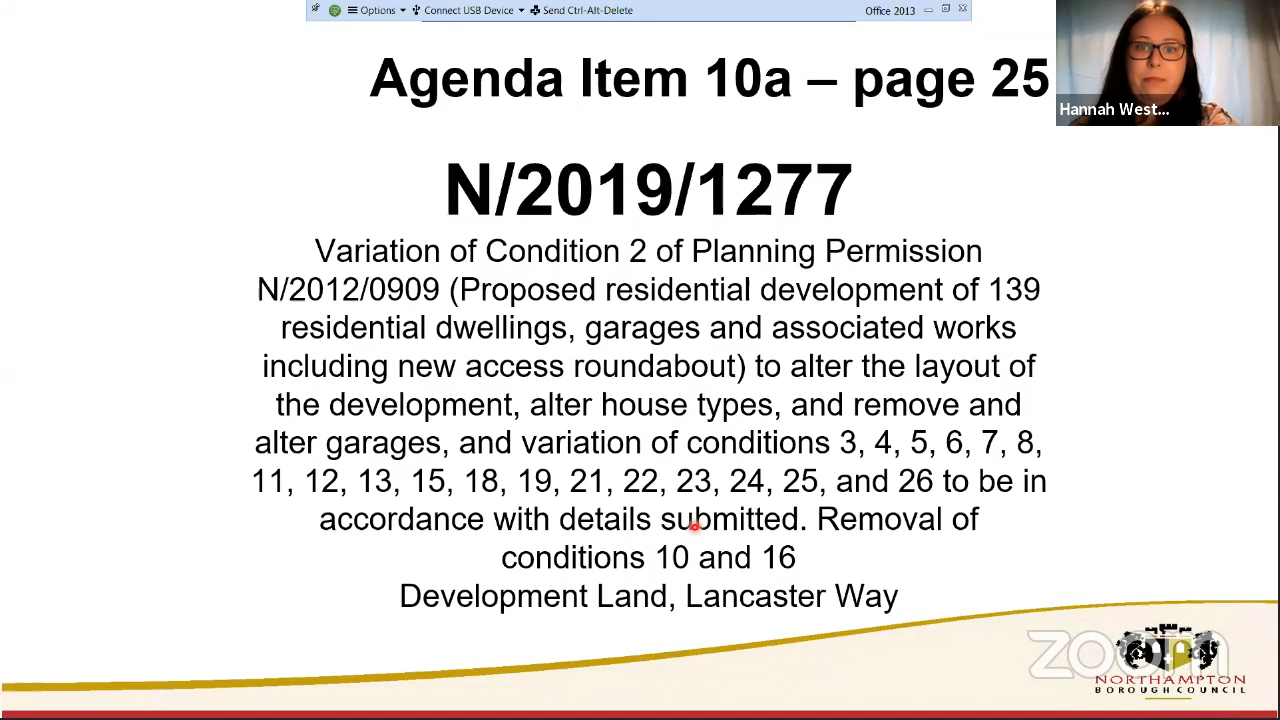 Options
Connect USB Device
Send Ctrl-Alt-Delete
Office 2013
Agenda Item 10a – page 25
Hannah West...
N/2019/1277
Variation of Condition 2 of Planning Permission
N/2012/0909 (Proposed residential development of 139
residential dwellings, garages and associated works
including new access roundabout) to alter the layout of
the development, alter house types, and remove and
alter garages, and variation of conditions 3, 4, 5, 6, 7, 8,
11, 12, 13, 15, 18, 19, 21, 22, 23, 24, 25, and 26 to be in
accordance with details submitted. Removal of
conditions 10 and 16
Development Land, Lancaster Way
zoom
NORTHAMPTON
BOROUGH COUNCIL